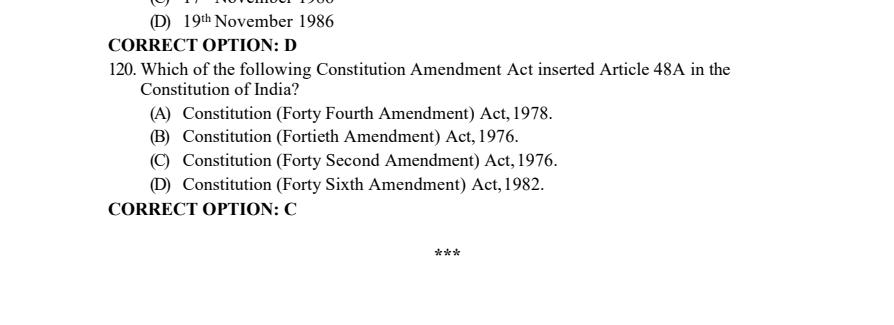 (D) 19th November 1986
CORRECT OPTION: D
120. Which of the following Constitution Amendment Act inserted Article 48A in the
Constitution of India?
(A) Constitution (Forty Fourth Amendment) Act, 1978.
(B) Constitution (Fortieth Amendment) Act, 1976.
(C) Constitution (Forty Second Amendment) Act, 1976.
(D) Constitution (Forty Sixth Amendment) Act, 1982.
CORRECT OPTION: C
***